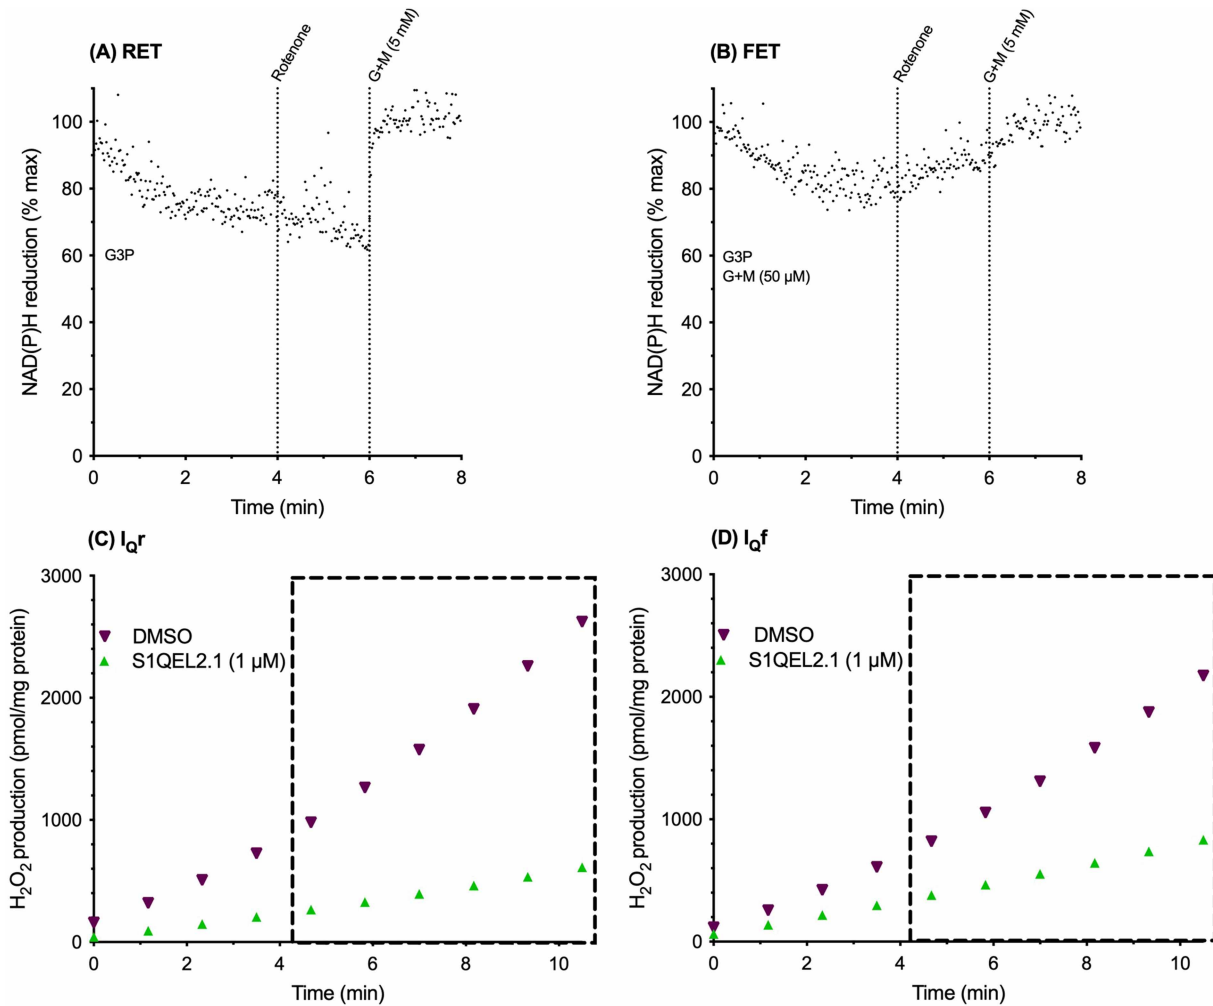 (A) RET
Rotenone
G+M (5 mM)
NAD(P)H reduction (% max)
100
80
60
40
20
0
G3P
0 2 4 6 8
Time (min)
(B) FET
Rotenone
G+M (5 mM)
NAD(P)H reduction (% max)
100
80
60
40
20
0
G3P
G+M (50 µM)
0 2 4 6 8
Time (min)
(C) IQr
H2O2 production (pmol/mg protein)
3000
2000
1000
0
DMSO
S1QEL2.1 (1 µM)
0 2 4 6 8 10
Time (min)
(D) IQf
H2O2 production (pmol/mg protein)
3000
2000
1000
0
DMSO
S1QEL2.1 (1 µM)
0 2 4 6 8 10
Time (min)